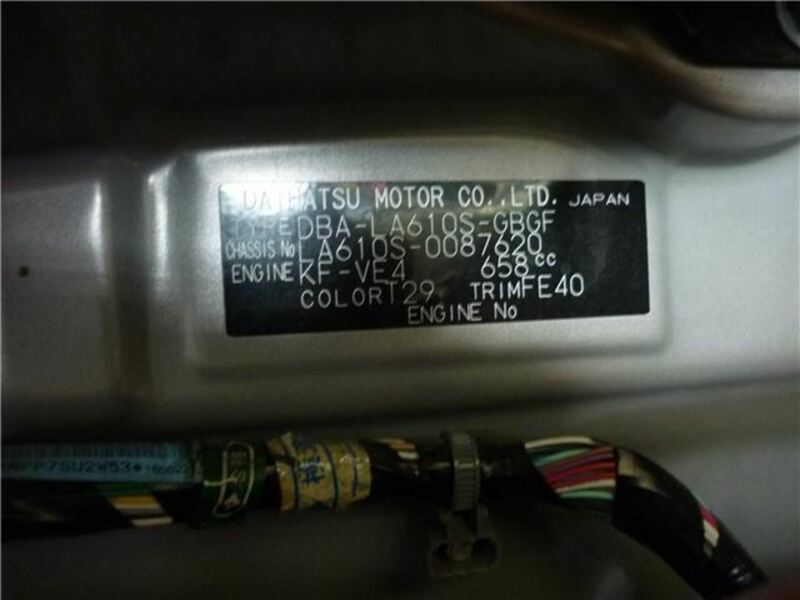 DAIHATSU MOTOR CO.,LTD. JAPAN
TYPE DBA-LA610S-GBGF
CHASSIS No LA610S-0087620
ENGINE KF-VE4 658cc
COLOR T29 TRIM FE40
ENGINE No
P7SU2W53*